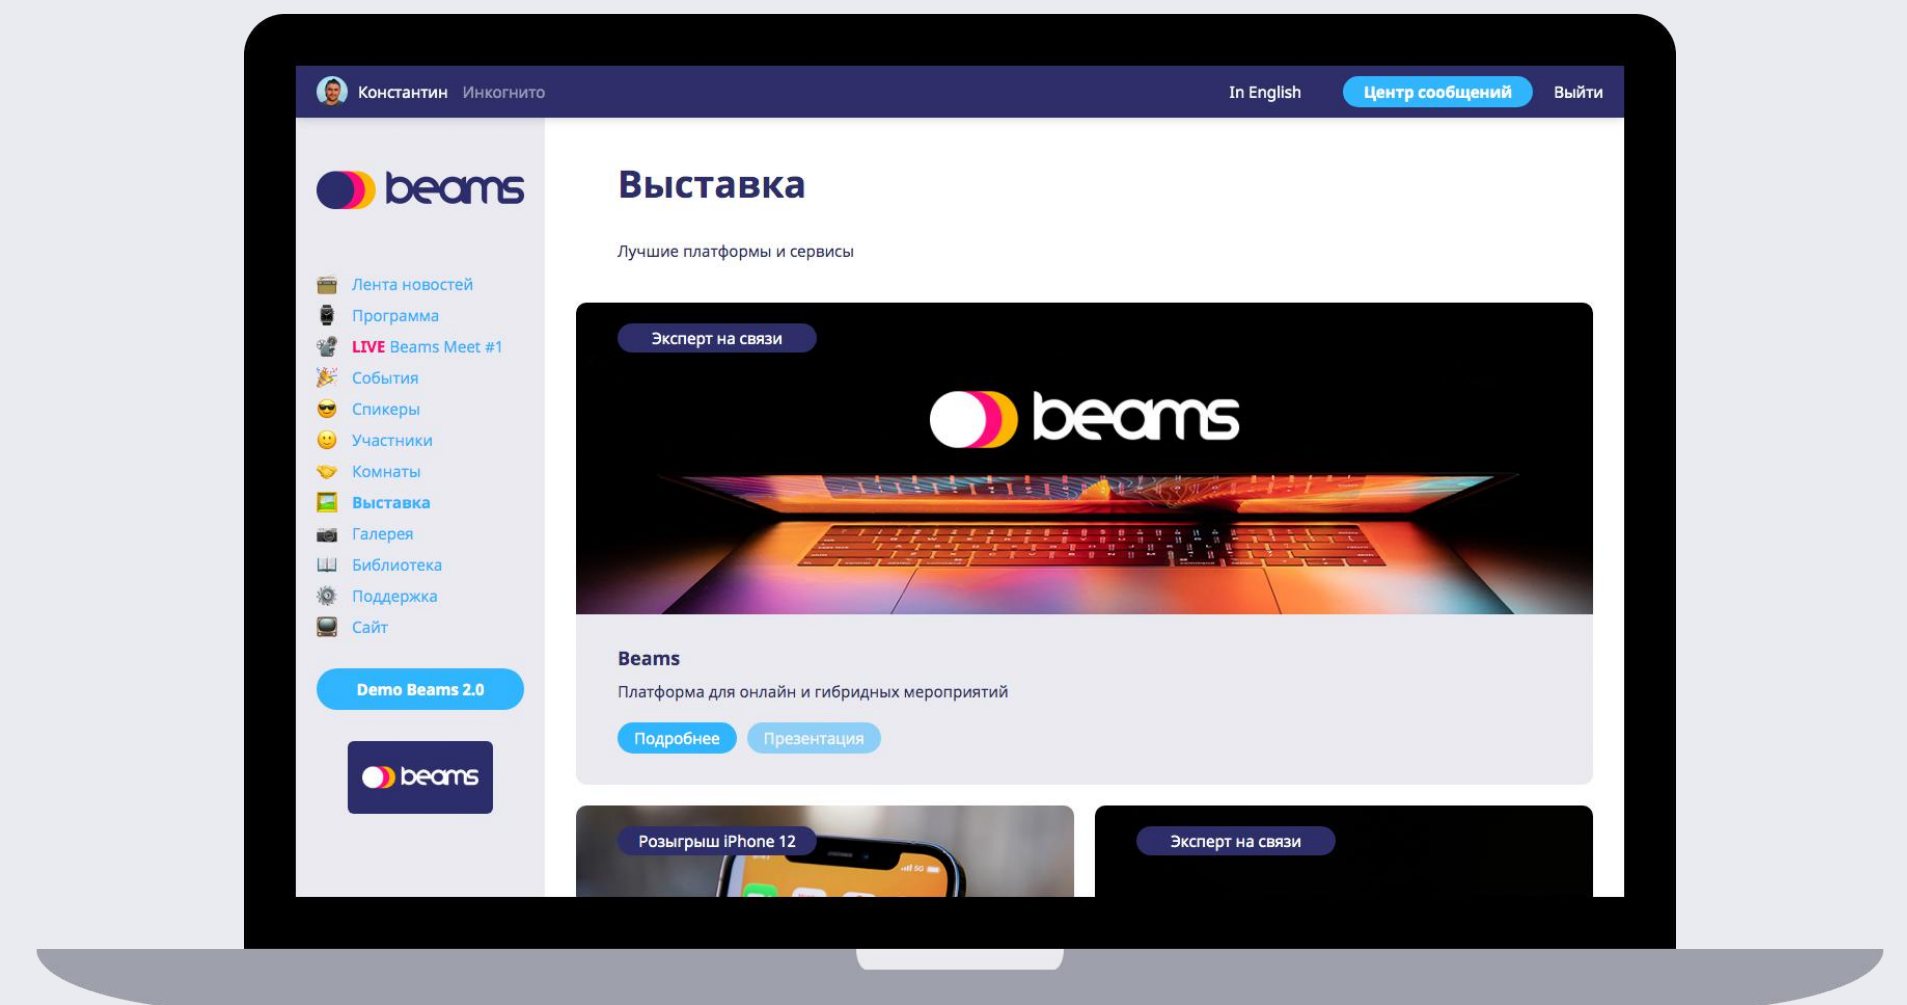 Константин Инкогнито
In English
Центр сообщений
Выйти
beams
Лента новостей
Программа
LIVE Beams Meet #1
События
Спикеры
Участники
Комнаты
Выставка
Галерея
Библиотека
Поддержка
Сайт
Demo Beams 2.0
beams
Выставка
Лучшие платформы и сервисы
Эксперт на связи
beams
Beams
Платформа для онлайн и гибридных мероприятий
Подробнее Презентация
Розыгрыш iPhone 12
Эксперт на связи